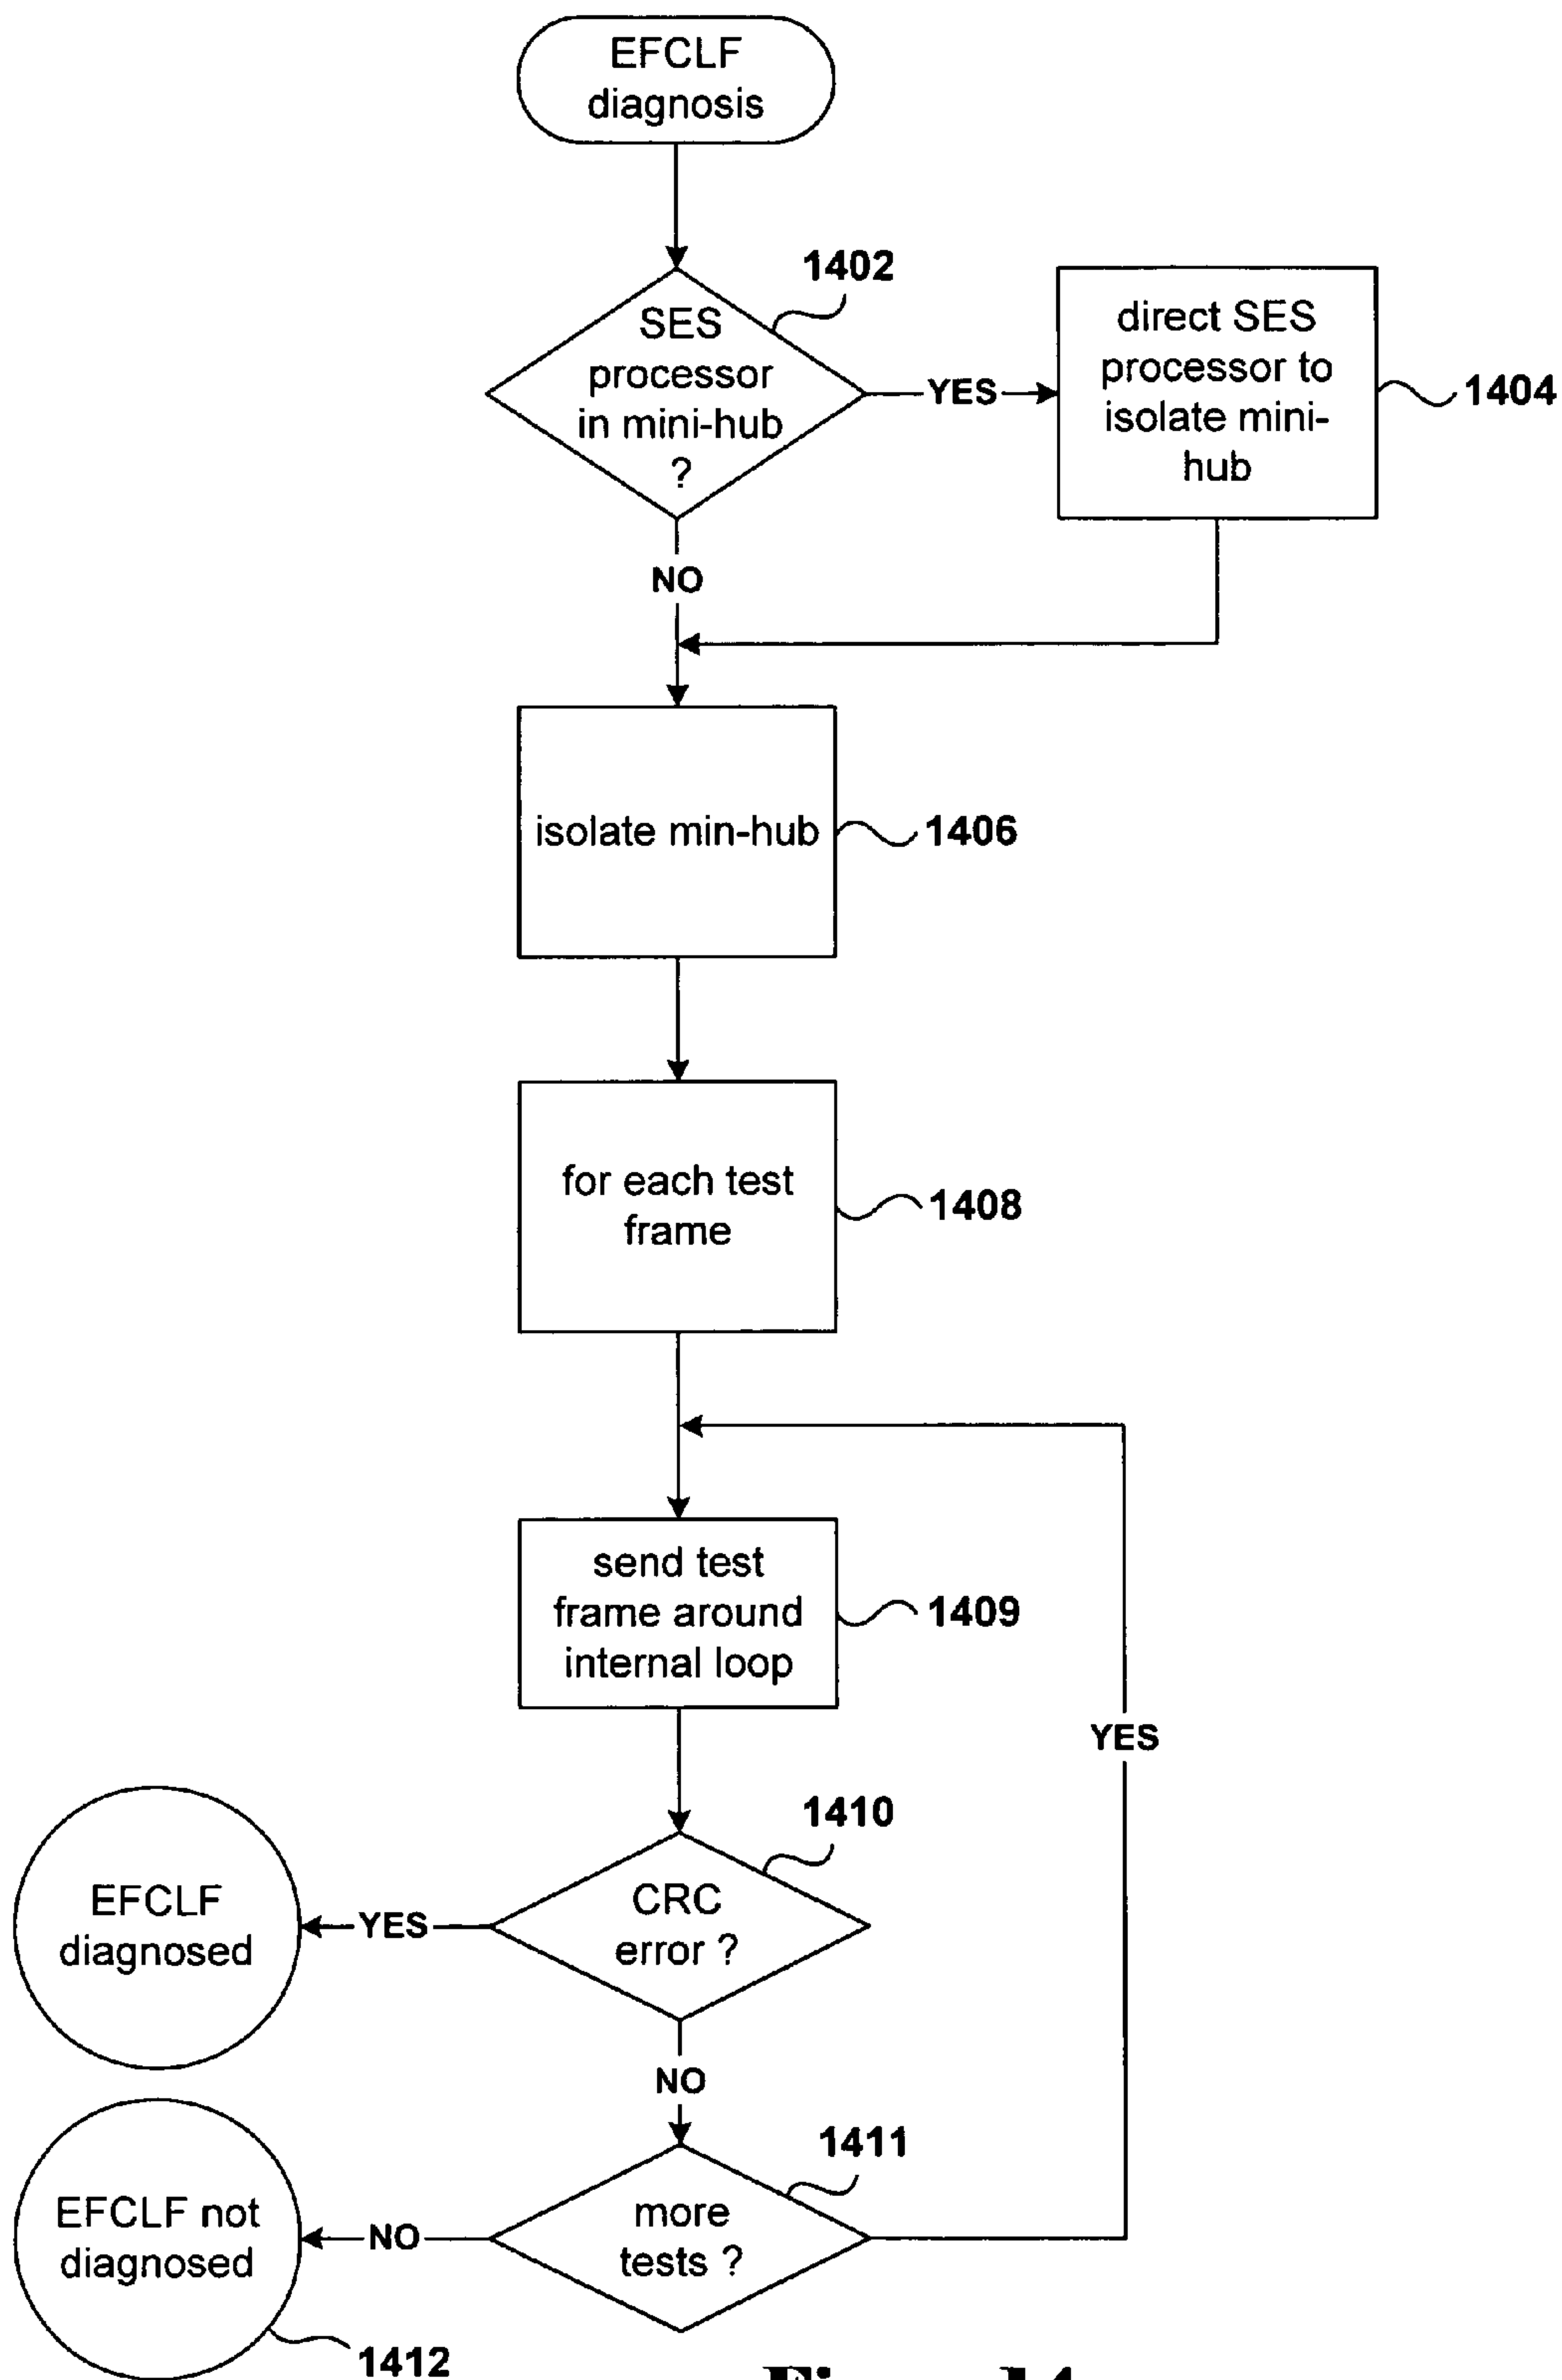 EFCLF
diagnosis
1402
SES
processor
in mini-hub
?
YES
direct SES
processor to
isolate mini-
hub
1404
NO
isolate min-hub
1406
for each test
frame
1408
send test
frame around
internal loop
1409
YES
1410
CRC
error ?
YES
EFCLF
diagnosed
NO
1411
more
tests ?
NO
EFCLF not
diagnosed
1412